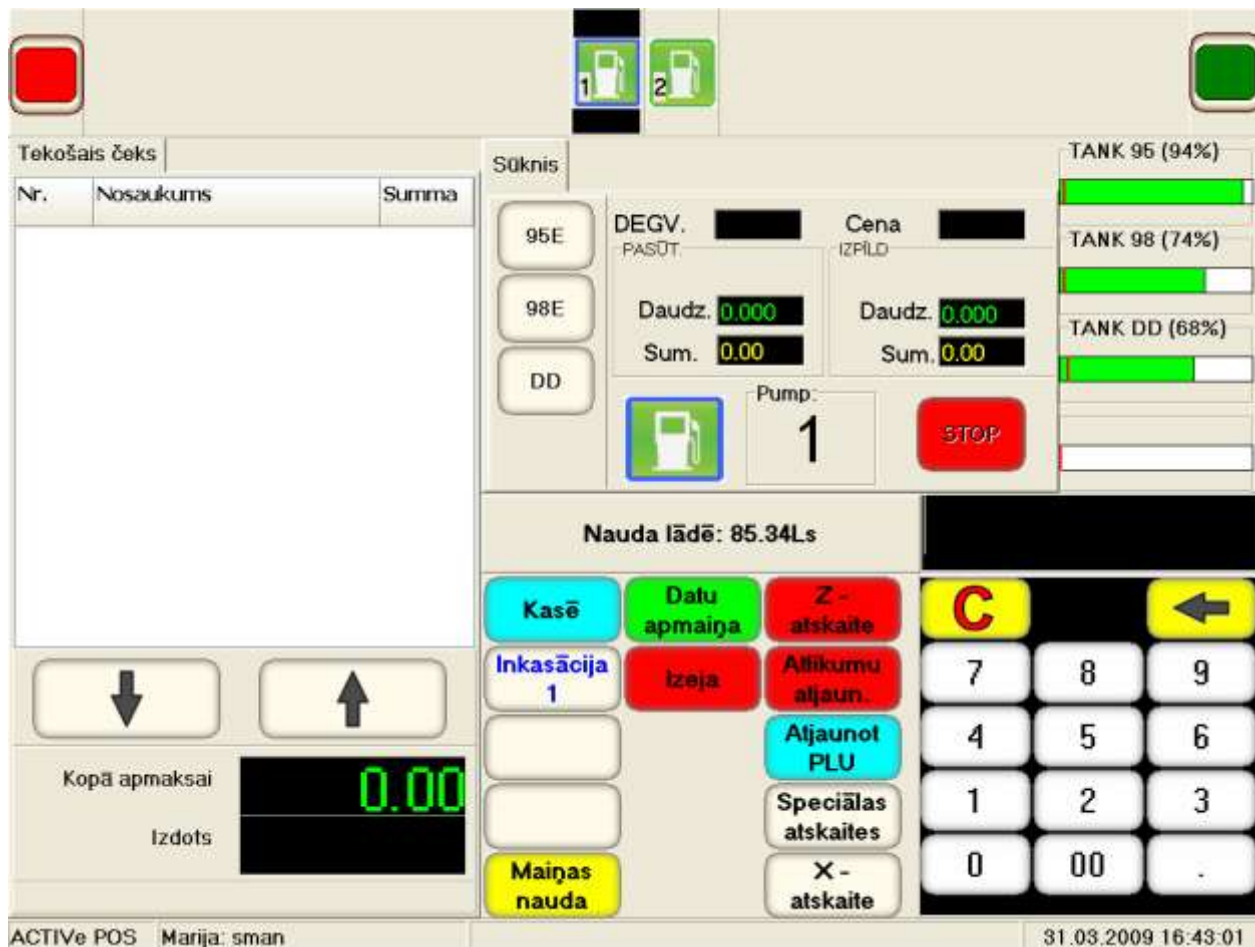 1
2
Tekošais čeks
Nr. Nosaukums Summa
Sūknis
95E
98E
DD
DEGV.
Cena
PASŪT.
IZPILD
Daudz. 0.000
Daudz. 0.000
Sum. 0.00
Sum. 0.00
Pump:
1
STOP
TANK 95 (94%)
TANK 98 (74%)
TANK DD (68%)
Nauda lādē: 85.34Ls
Kasē
Datu
apmaiņa
Z -
atskaite
Inkasācija
1
Izeja
Atlikumu
atjaun.
Atjaunot
PLU
Speciālas
atskaites
Maiņas
nauda
X -
atskaite
C
7 8 9
4 5 6
1 2 3
0 00 .
Kopā apmaksai 0.00
Izdots
ACTIVe POS Marija: sman 31.03.2009 16:43:01